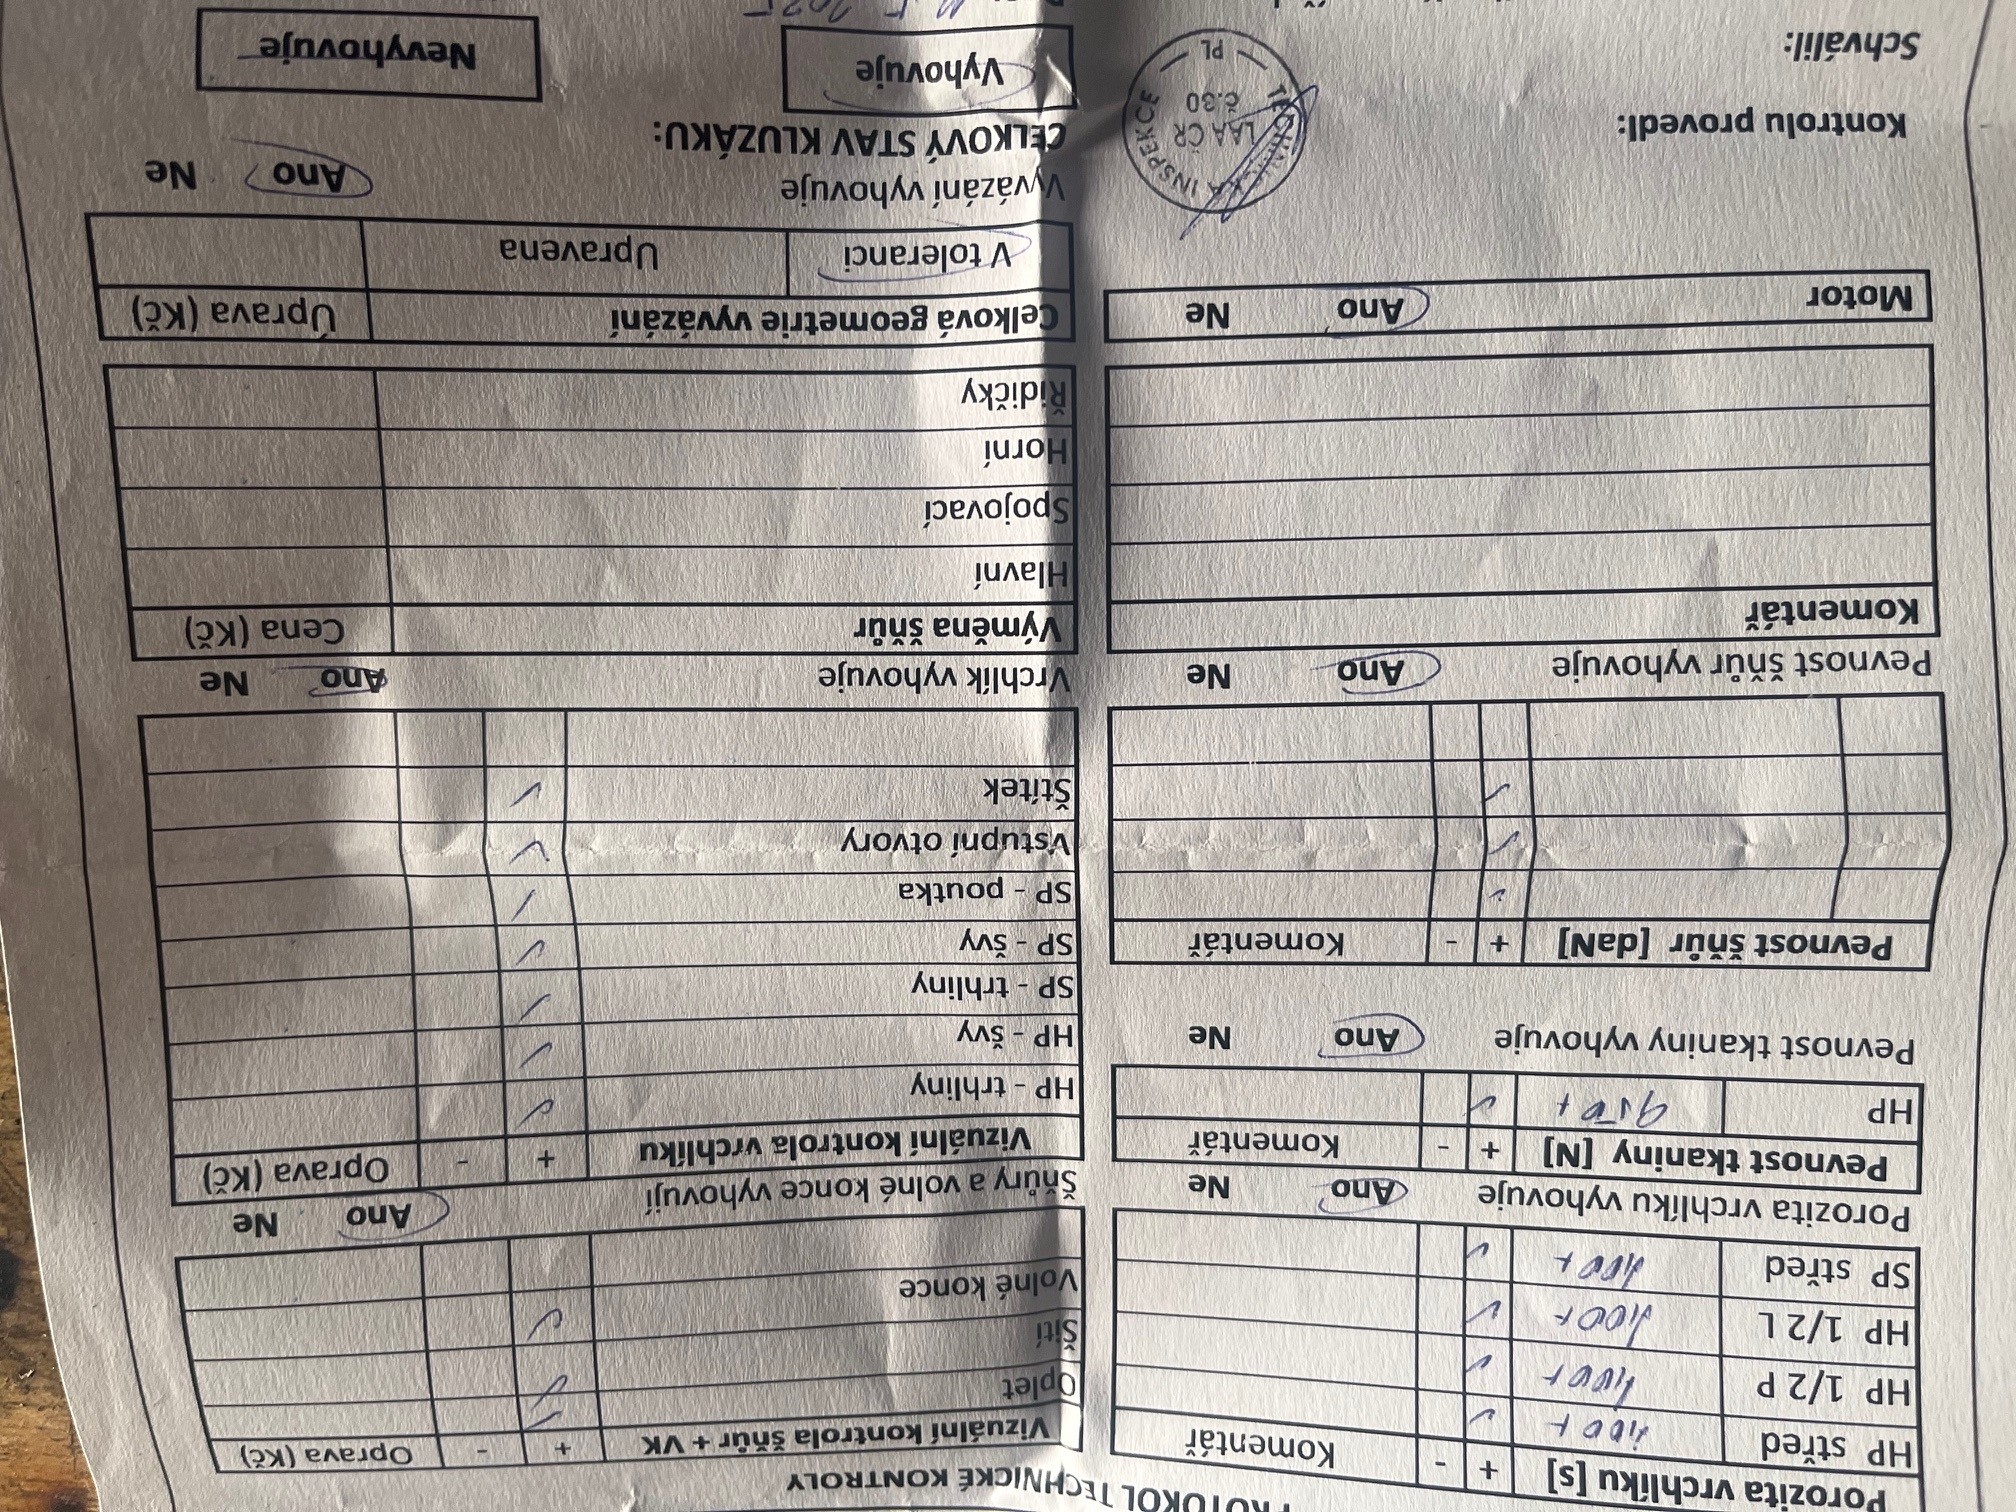 PROTOKOL TECHNICKÉ KONTROLY
Porozita vrchlíku [s] + - Komentář
HP střed 400+ ✓
HP 1/2 P 400+ ✓
HP 1/2 L 400+ ✓
SP střed 400+ ✓
Porozita vrchlíku vyhovuje Ano Ne
Pevnost tkaniny [N] + - Komentář
HP ✓
Pevnost tkaniny vyhovuje Ano Ne
Pevnost šňůr [daN] + - Komentář
✓
✓
✓
Pevnost šňůr vyhovuje Ano Ne
Komentář
Motor Ano Ne
Kontrolu provedl:
Schválil:
TECHNICKÁ INSPEKCE
LAA ČR
č.30
PL
Vizuální kontrola šňůr + VK + - Oprava (Kč)
Oplet ✓
Šití ✓
Volné konce ✓
Šňůry a volné konce vyhovují Ano Ne
Vizuální kontrola vrchlíku + - Oprava (Kč)
HP - trhliny ✓
HP - švy ✓
SP - trhliny ✓
SP - švy ✓
SP - poutka ✓
Vstupní otvory ✓
Štítek ✓
Vrchlík vyhovuje Ano Ne
Výměna šňůr Cena (Kč)
Hlavní
Spojovací
Horní
Řidičky
Celková geometrie vyvázání Úprava (Kč)
V toleranci Upravena
Vyvázání vyhovuje Ano Ne
CELKOVÝ STAV KLUZÁKU:
Vyhovuje Nevyhovuje